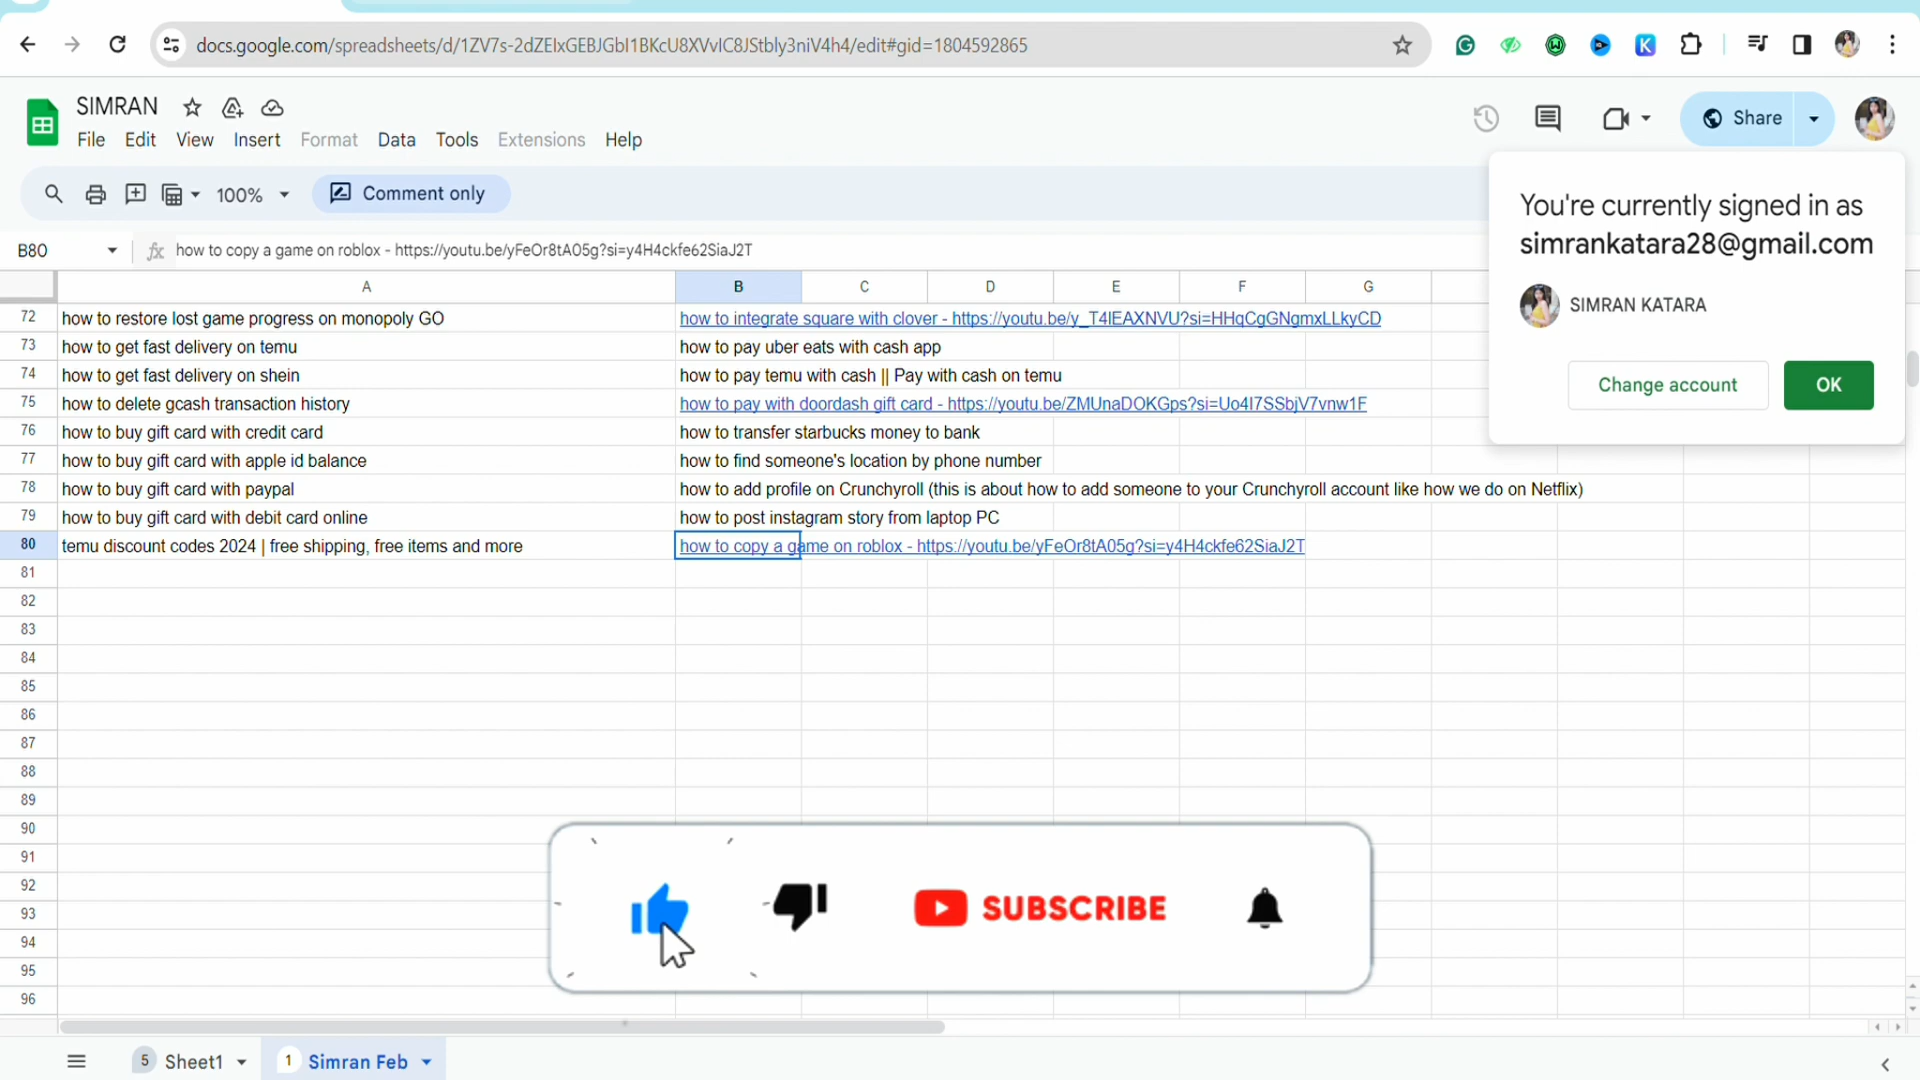 docs.google.com/spreadsheets/d/1ZV7s-2dZEIxGEBJGbI1BKcU8XVvIC8JStbly3niV4h4/edit#gid=1804592865
SIMRAN
File Edit View Insert Format Data Tools Extensions Help
Share
100% Comment only
You're currently signed in as
simrankatara28@gmail.com
SIMRAN KATARA
Change account OK
B80 fx how to copy a game on roblox - https://youtu.be/yFeOr8tA05g?si=y4H4ckfe62SiaJ2T
A B C D E F G
72 how to restore lost game progress on monopoly GO how to integrate square with clover - https://youtu.be/y_T4lEAXNVU?si=HHqCgGNgmxLLkyCD
73 how to get fast delivery on temu how to pay uber eats with cash app
74 how to get fast delivery on shein how to pay temu with cash || Pay with cash on temu
75 how to delete gcash transaction history how to pay with doordash gift card - https://youtu.be/ZMUnaDOKGps?si=Uo4I7SSbjV7vnw1F
76 how to buy gift card with credit card how to transfer starbucks money to bank
77 how to buy gift card with apple id balance how to find someone's location by phone number
78 how to buy gift card with paypal how to add profile on Crunchyroll (this is about how to add someone to your Crunchyroll account like how we do on Netflix)
79 how to buy gift card with debit card online how to post instagram story from laptop PC
80 temu discount codes 2024 | free shipping, free items and more how to copy a game on roblox - https://youtu.be/yFeOr8tA05g?si=y4H4ckfe62SiaJ2T
81
82
83
84
85
86
87
88
89
90
91
92
93
94
95
96
SUBSCRIBE
5 Sheet1 1 Simran Feb